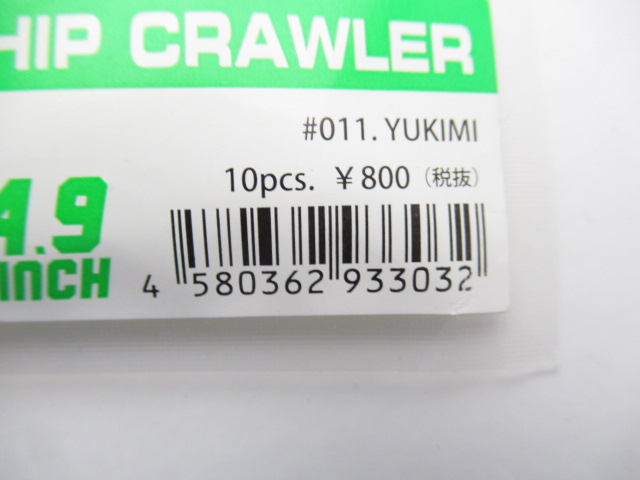 HIP CRAWLER
#011. YUKIMI
10pcs. ¥800 (税抜)
4.9
INCH
4 580362 933032